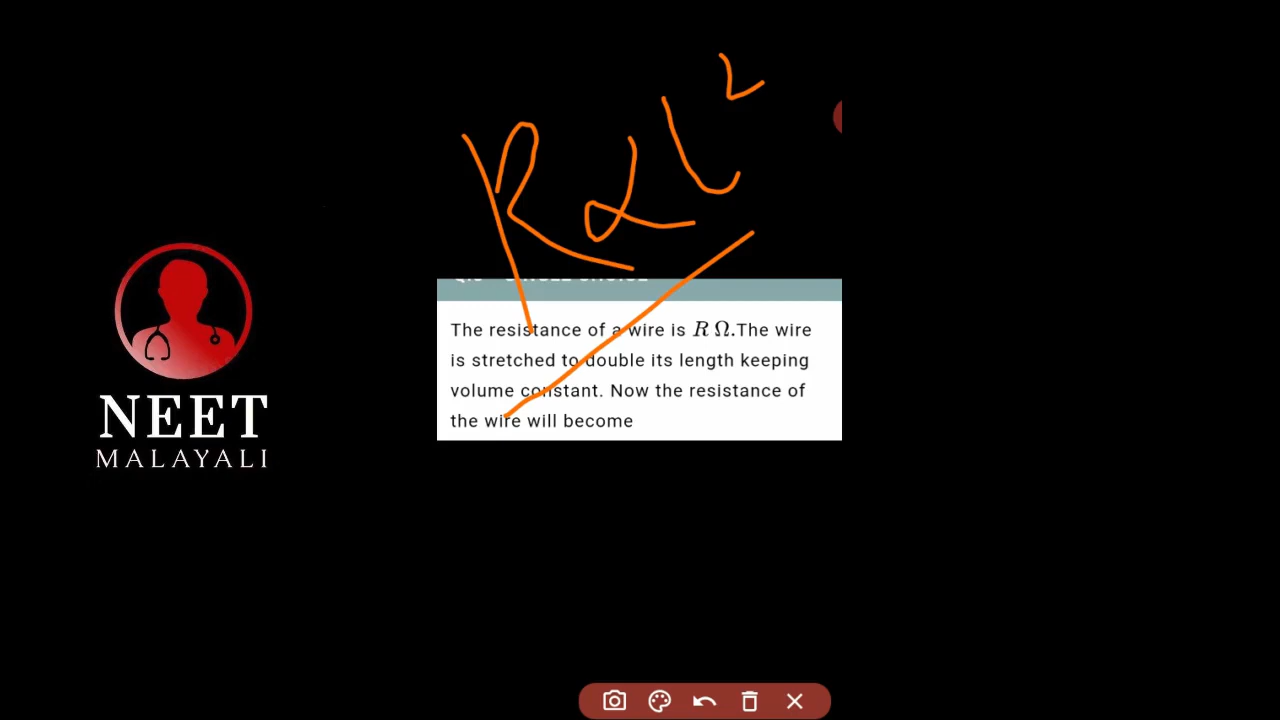 R α l²
The resistance of a wire is R Ω.The wire
is stretched to double its length keeping
volume constant. Now the resistance of
the wire will become
NEET
MALAYALI